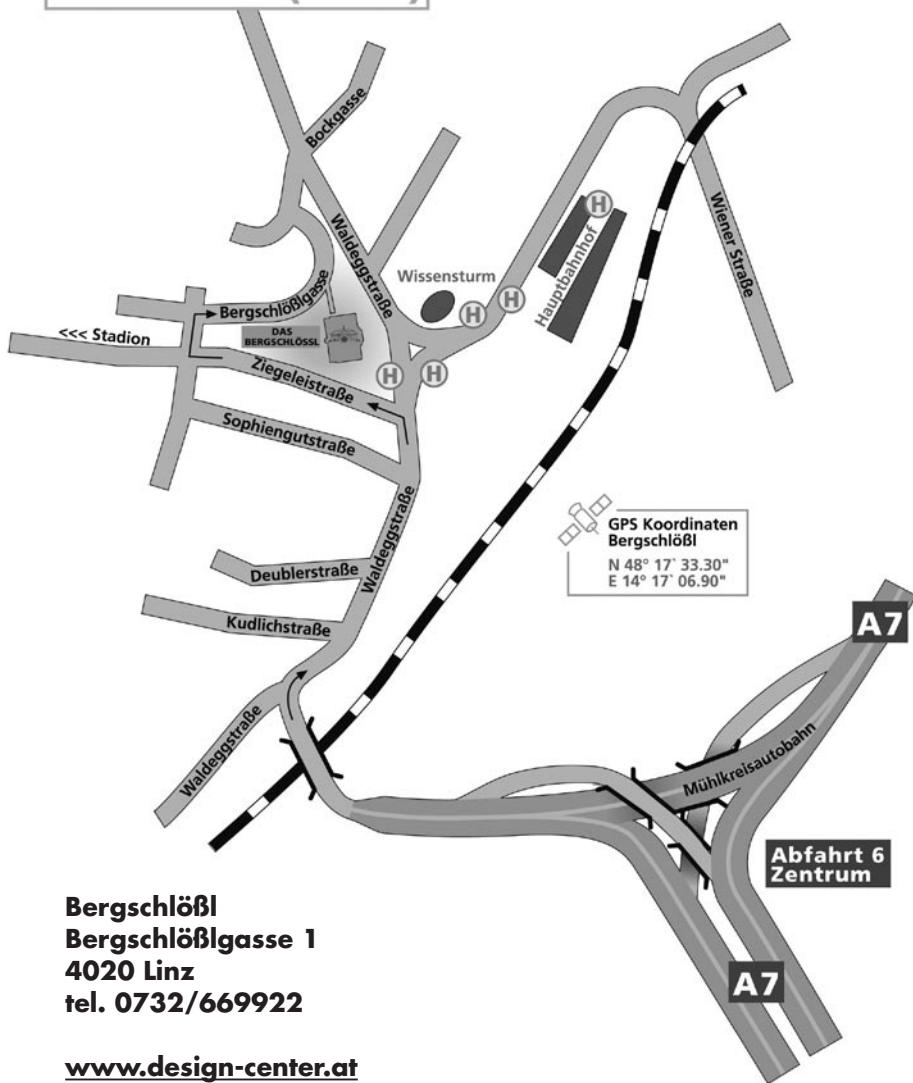 Bockgasse
Waldeggstraße
Wissensturm
H
Hauptbahnhof
Wiener Straße
Bergschlößlgasse
H
H
<<< Stadion
DAS
BERGSCHLÖSSL
Ziegeleistraße
H
H
Sophiengutstraße
Waldeggstraße
GPS Koordinaten
Bergschlößl
N 48° 17` 33.30"
E 14° 17` 06.90"
Deublerstraße
Kudlichstraße
A7
Waldeggstraße
Mühlkreisautobahn
Abfahrt 6
Zentrum
A7
Bergschlößl
Bergschlößlgasse 1
4020 Linz
tel. 0732/669922
www.design-center.at